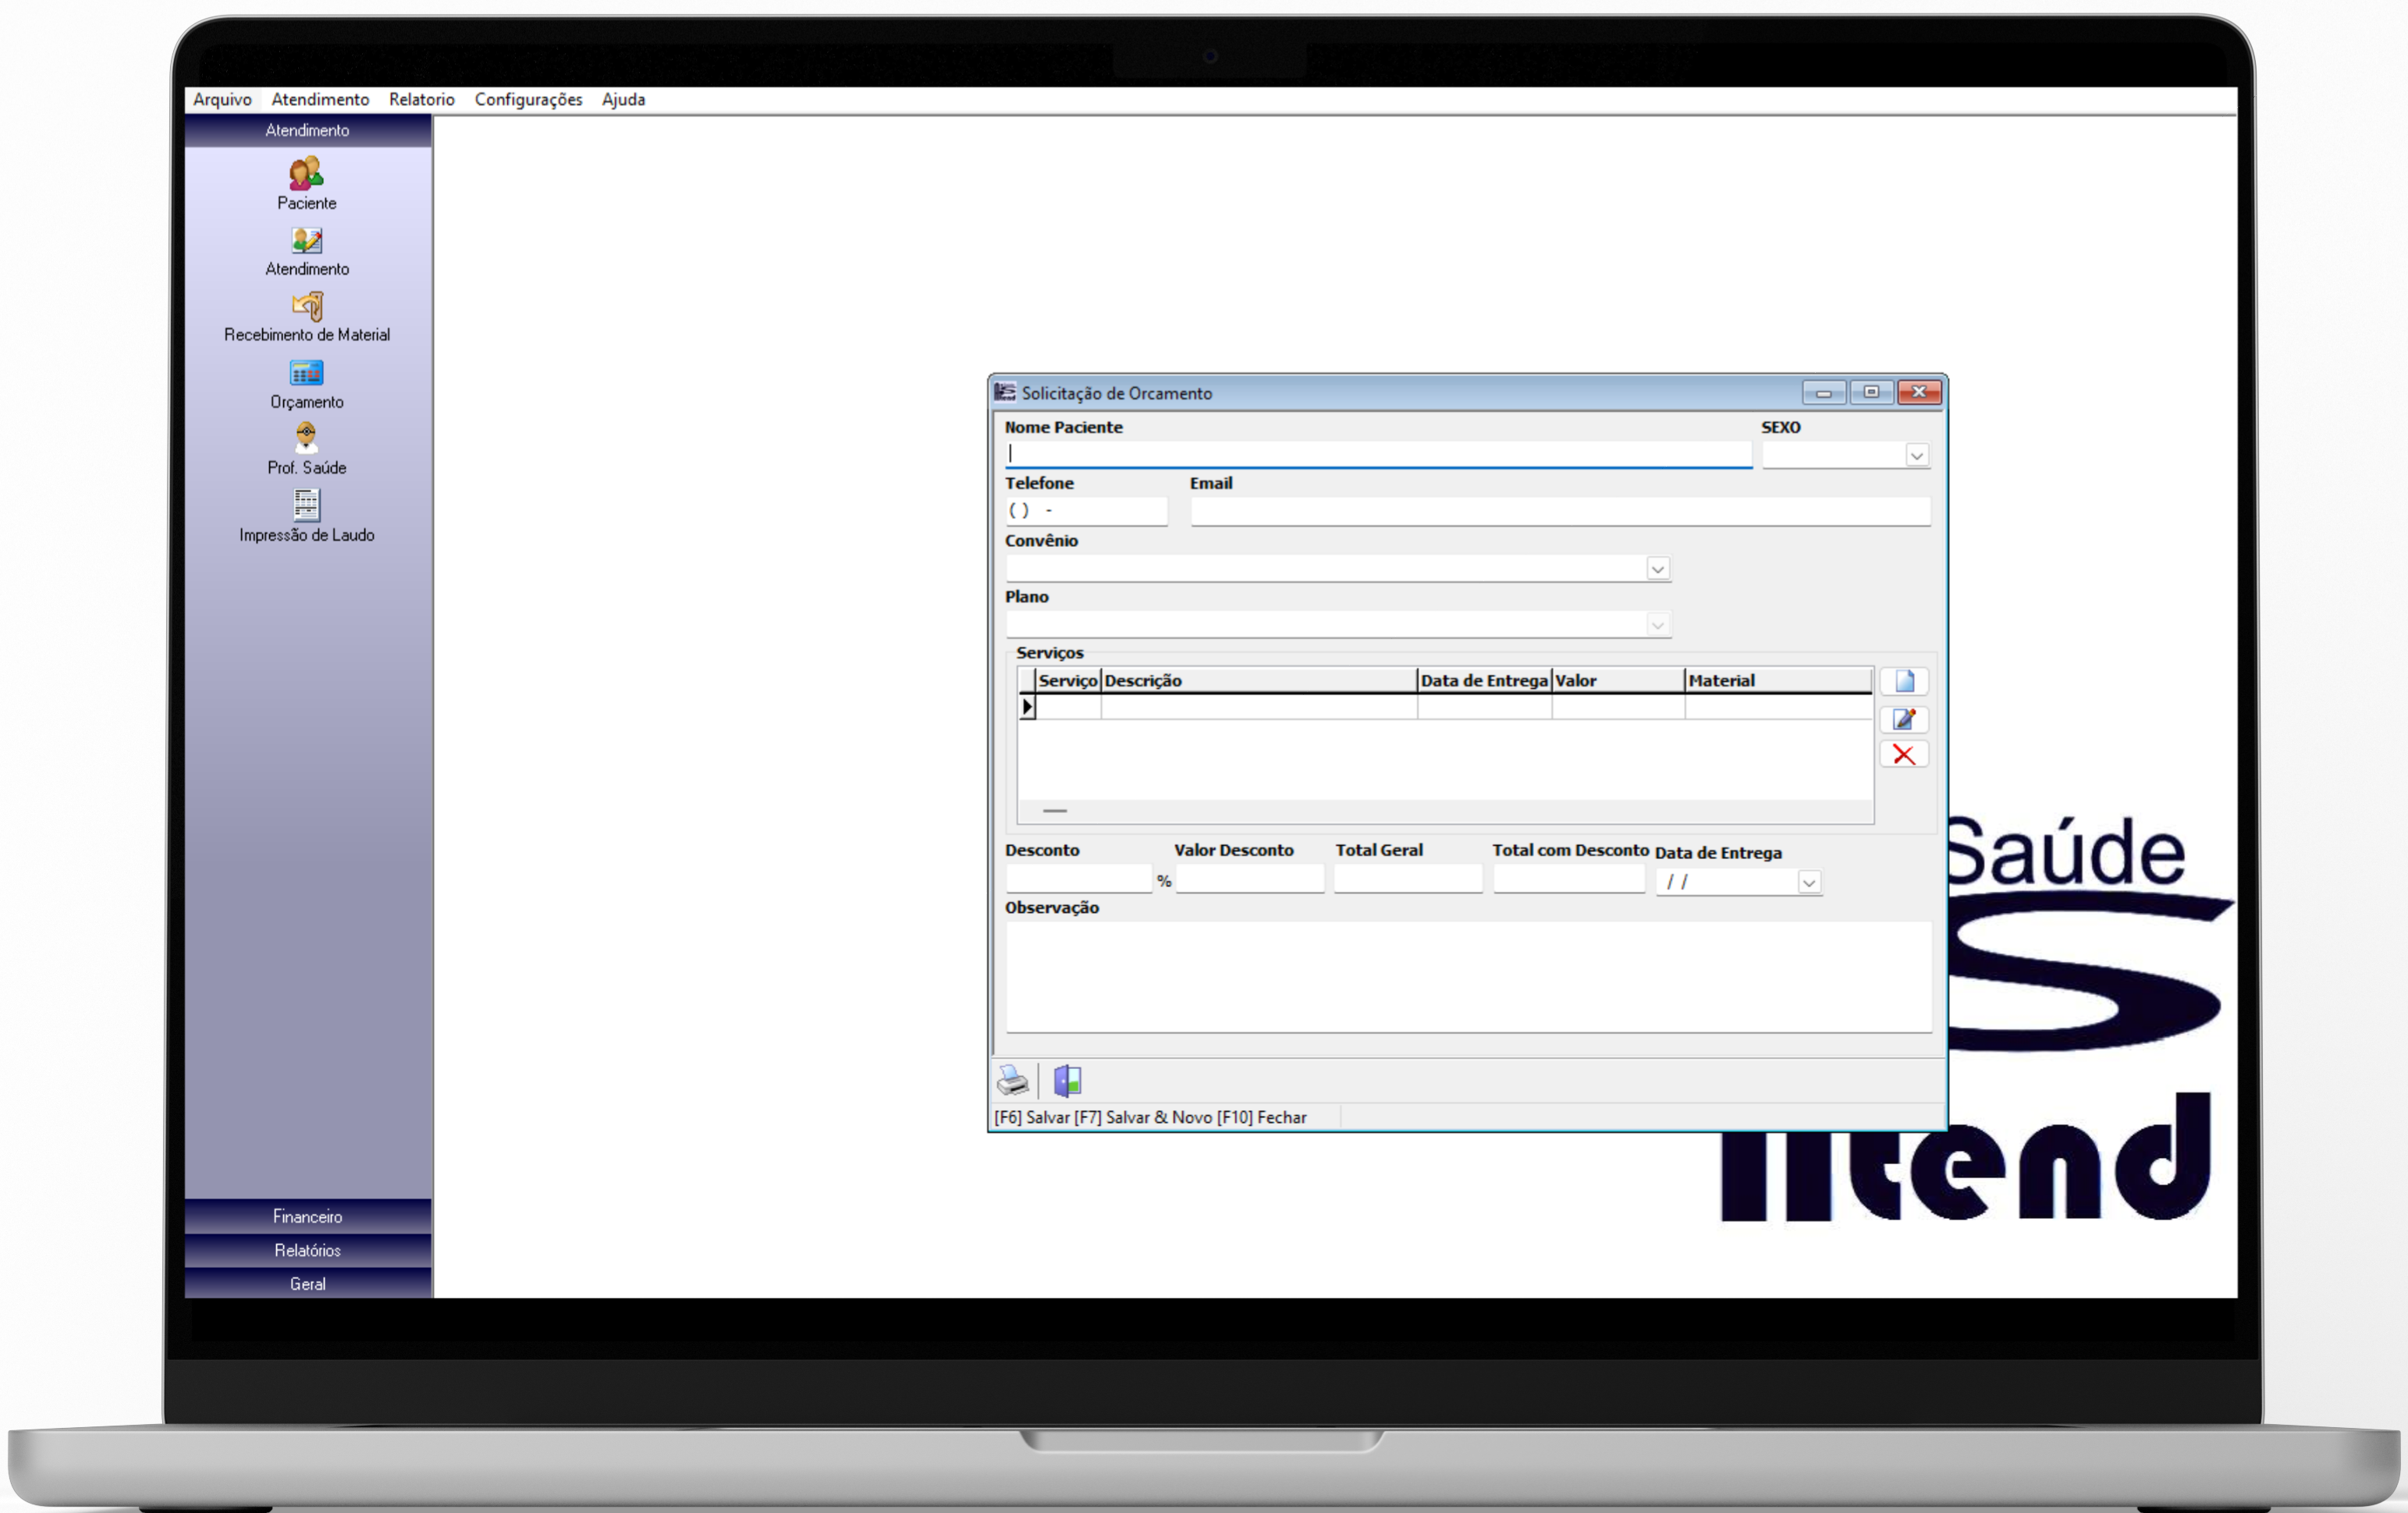 Arquivo Atendimento Relatorio Configurações Ajuda
Atendimento
Paciente
Atendimento
Recebimento de Material
Orçamento
Prof. Saúde
Impressão de Laudo
Financeiro
Relatórios
Geral
Solicitação de Orcamento
Nome Paciente SEXO
Telefone Email
( ) -
Convênio
Plano
Serviços
Serviço Descrição Data de Entrega Valor Material
Desconto Valor Desconto Total Geral Total com Desconto Data de Entrega
% / /
Observação
[F6] Salvar [F7] Salvar & Novo [F10] Fechar
Saúde
S